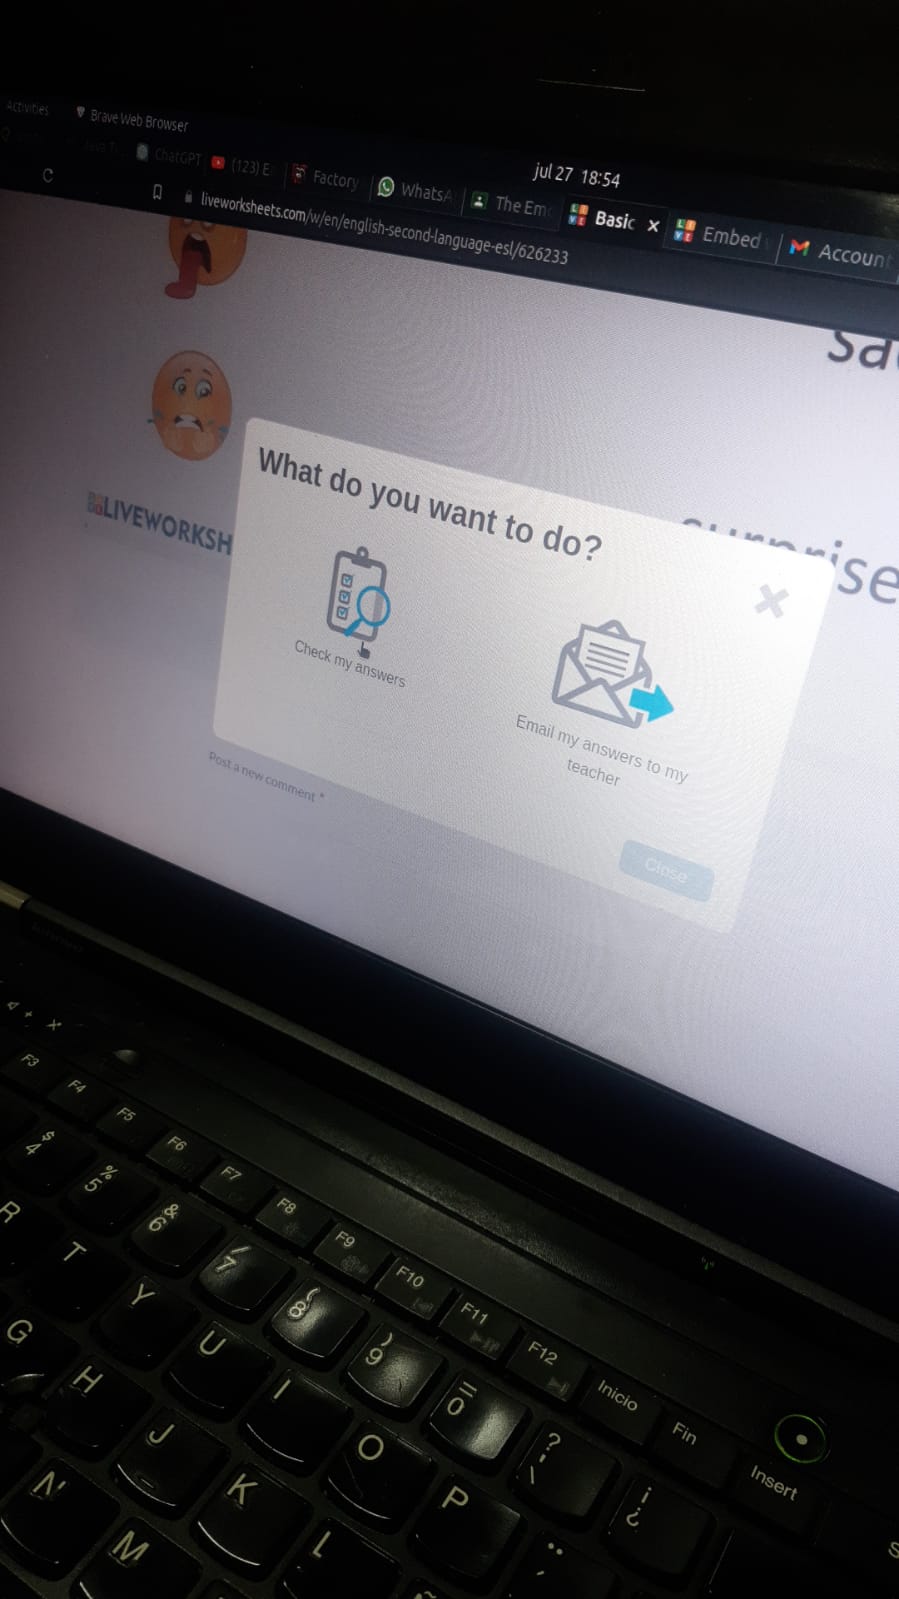 Activities
Brave Web Browser
jul 27 18:54
ChatGPT
(123) E
Factory
WhatsA
The Em
Basic
Embed
Account
liveworksheets.com/w/en/english-second-language-esl/626233
sa
surprise
LIVEWORKSH
What do you want to do?
Check my answers
Email my answers to my
teacher
Close
Post a new comment *
lenovo
F3
F4
F5
F6
F7
F8
F9
F10
F11
F12
Inicio
Fin
Insert
$ 4
% 5
& 6
/ 7
( 8
) 9
= 0
? '
¡ ¿
R
T
Y
U
I
O
P
G
H
J
K
L
Ñ
N
M
S